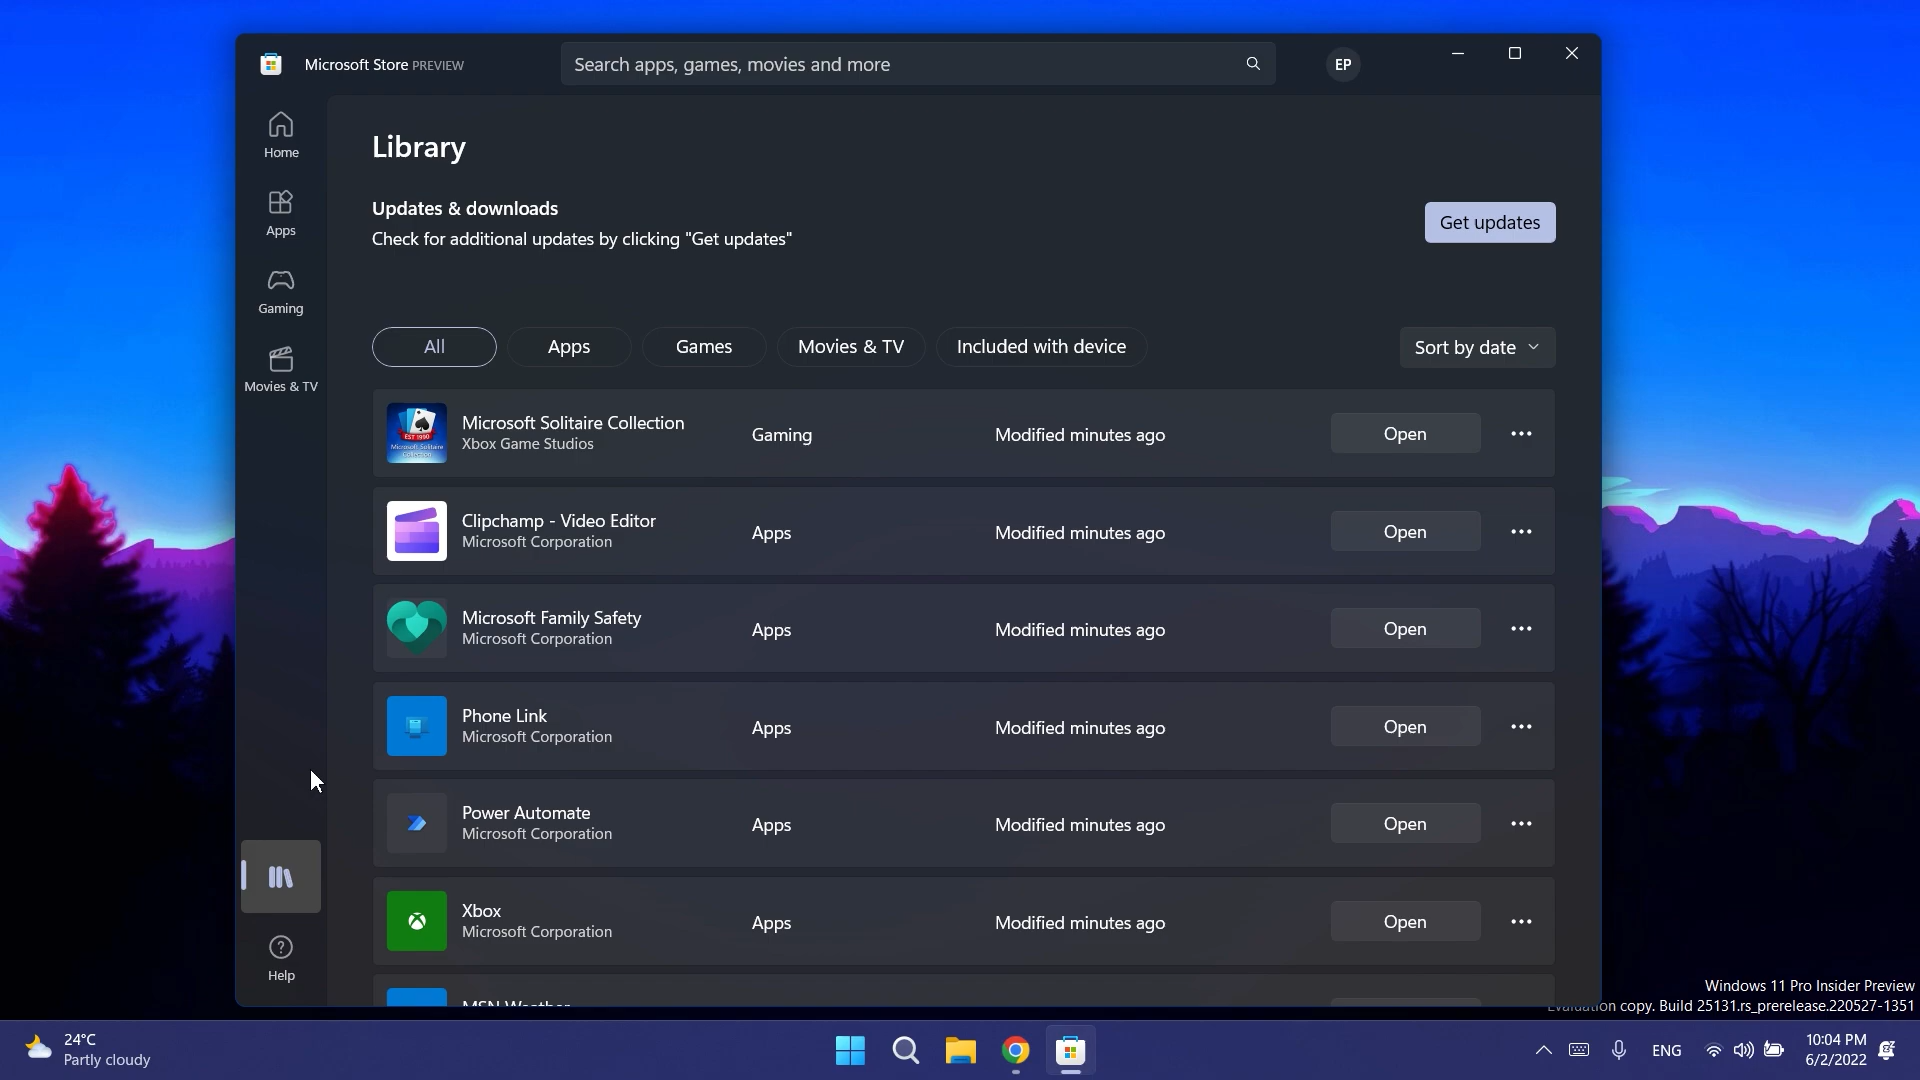 Microsoft Store PREVIEW
Search apps, games, movies and more
EP
Home
Apps
Gaming
Movies & TV
Help
Library
Updates & downloads
Check for additional updates by clicking "Get updates"
Get updates
All
Apps
Games
Movies & TV
Included with device
Sort by date
Microsoft Solitaire Collection
Xbox Game Studios
Gaming
Modified minutes ago
Open
Clipchamp - Video Editor
Microsoft Corporation
Apps
Modified minutes ago
Open
Microsoft Family Safety
Microsoft Corporation
Apps
Modified minutes ago
Open
Phone Link
Microsoft Corporation
Apps
Modified minutes ago
Open
Power Automate
Microsoft Corporation
Apps
Modified minutes ago
Open
Xbox
Microsoft Corporation
Apps
Modified minutes ago
Open
MSN Weather
Windows 11 Pro Insider Preview
Evaluation copy. Build 25131.rs_prerelease.220527-1351
24°C
Partly cloudy
ENG
10:04 PM
6/2/2022